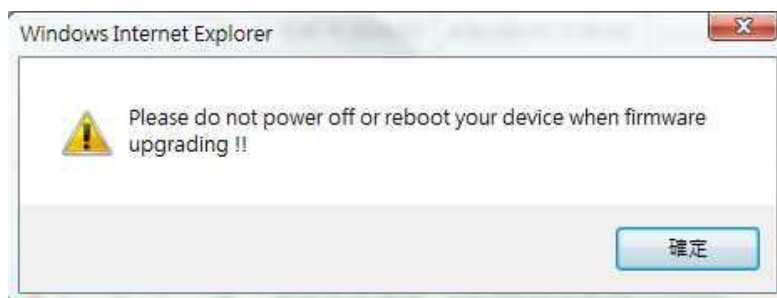 Windows Internet Explorer
Please do not power off or reboot your device when firmware
upgrading !!
確定